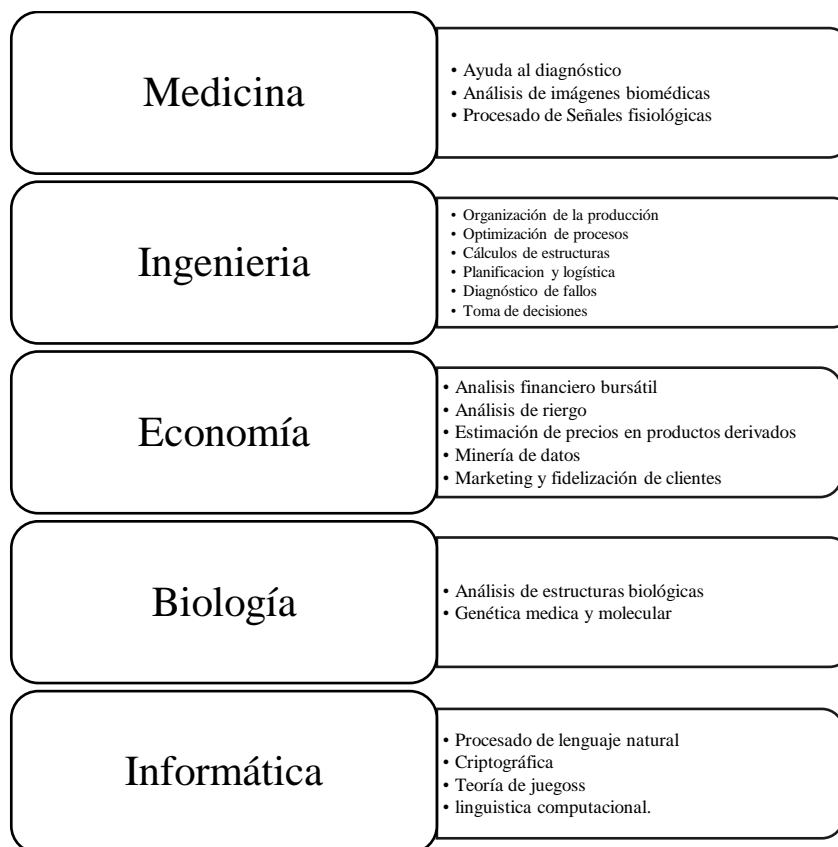 Medicina
• Ayuda al diagnóstico
• Análisis de imágenes biomédicas
• Procesado de Señales fisiológicas
Ingenieria
• Organización de la producción
• Optimización de procesos
• Cálculos de estructuras
• Planificacion y logística
• Diagnóstico de fallos
• Toma de decisiones
Economía
• Analisis financiero bursátil
• Análisis de riergo
• Estimación de precios en productos derivados
• Minería de datos
• Marketing y fidelización de clientes
Biología
• Análisis de estructuras biológicas
• Genética medica y molecular
Informática
• Procesado de lenguaje natural
• Criptográfica
• Teoría de juegoss
• linguistica computacional.